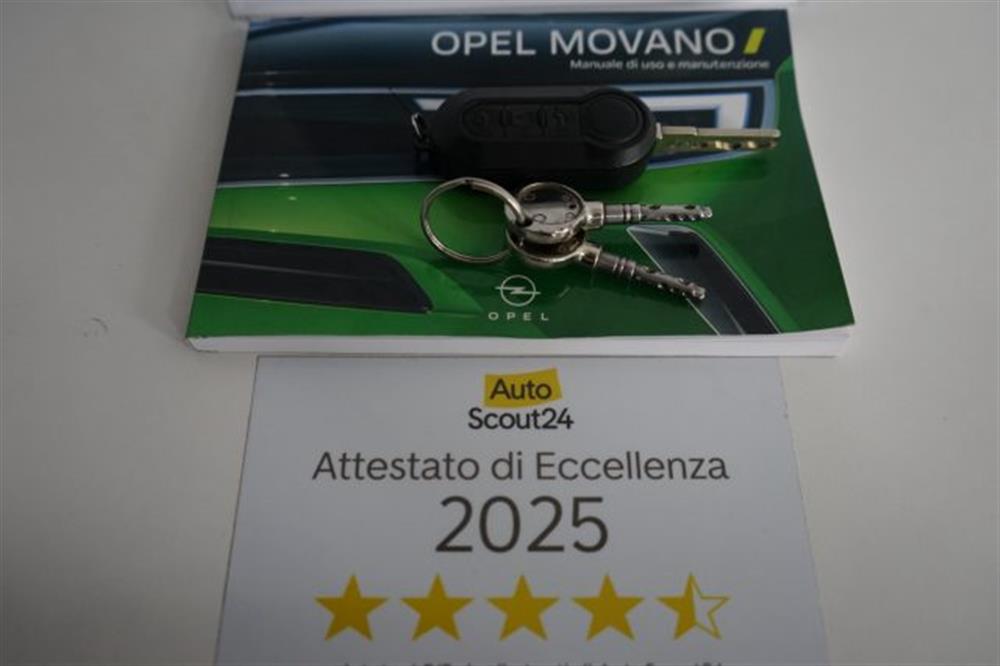 OPEL MOVANO
Manuale di uso e manutenzione
OPEL
Auto
Scout24
Attestato di Eccellenza
2025